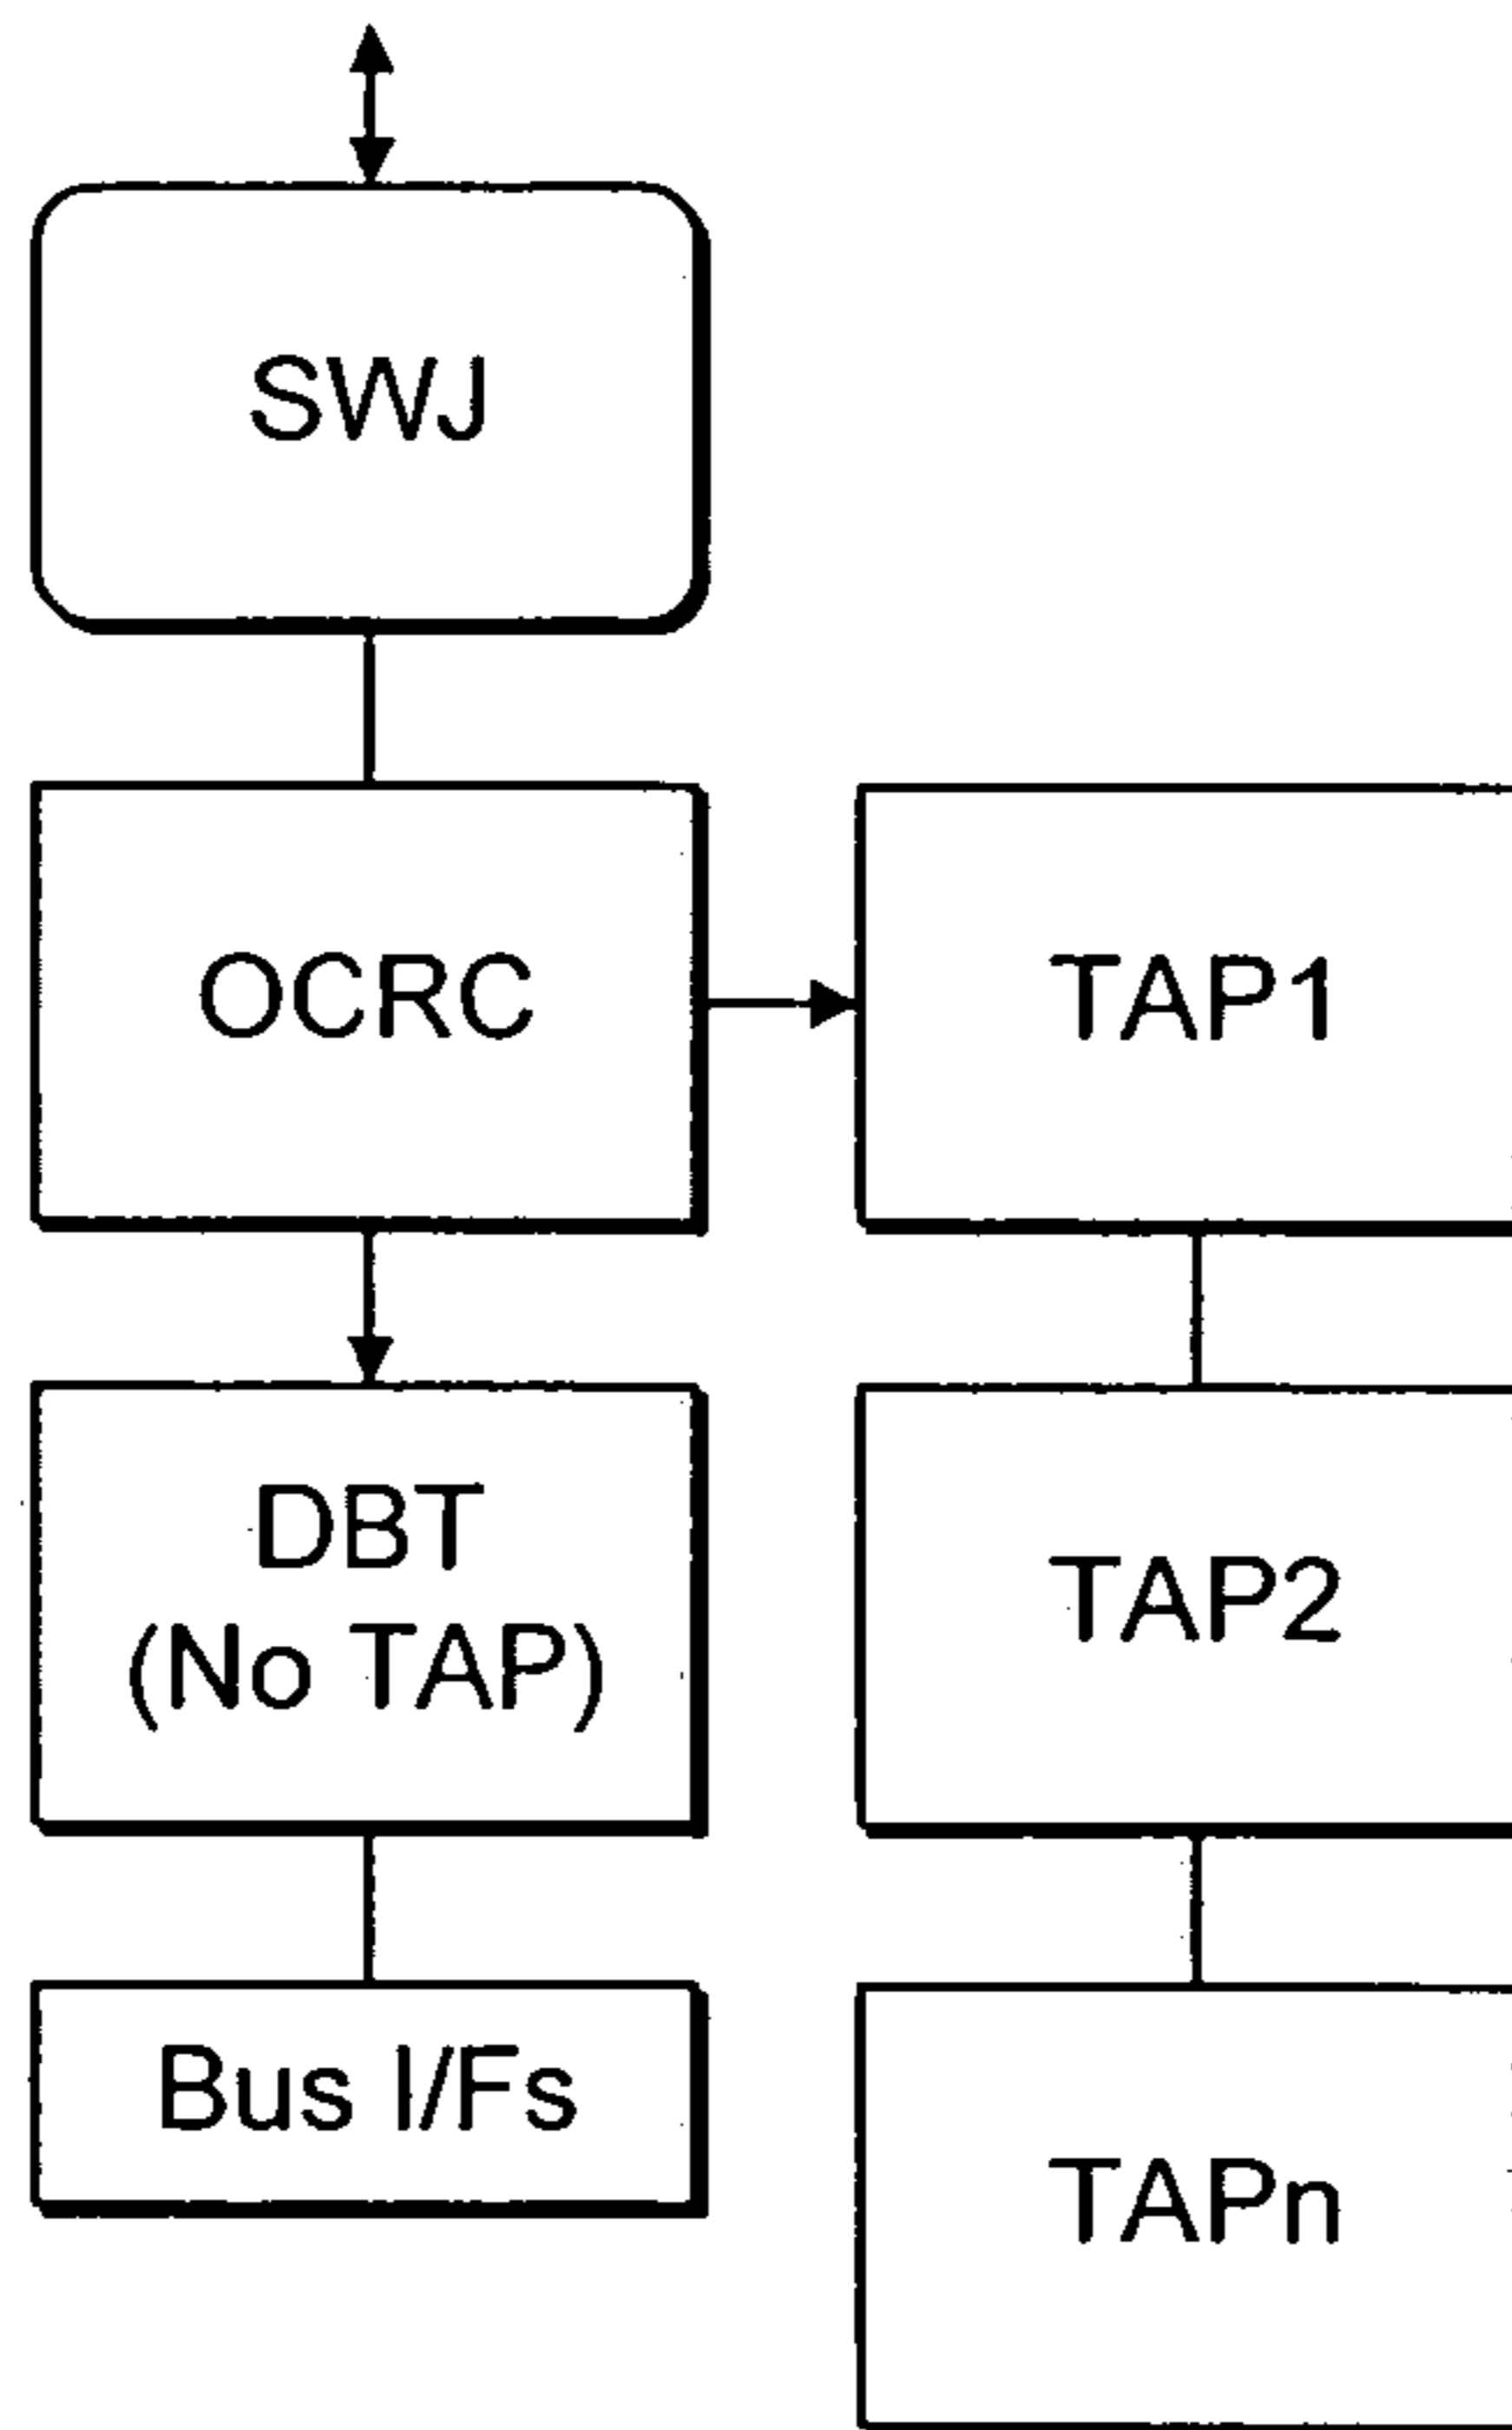 SWJ
OCRC
TAP1
DBT
(No TAP)
TAP2
Bus I/Fs
TAPn